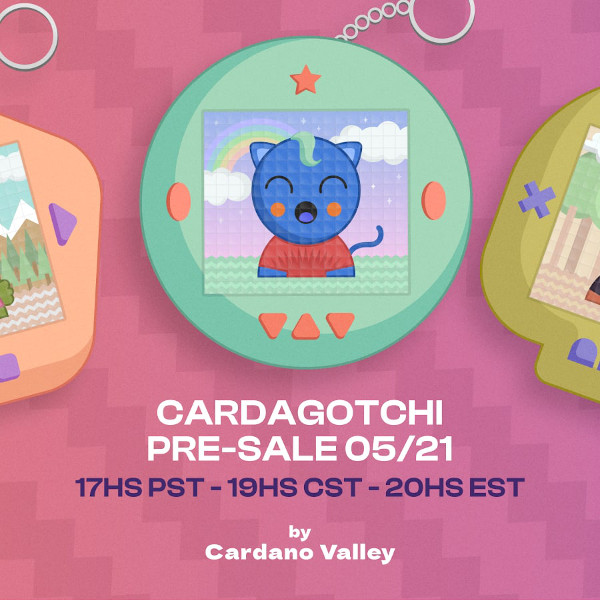 CARDAGOTCHI
PRE-SALE 05/21
17HS PST - 19HS CST - 20HS EST
by
Cardano Valley